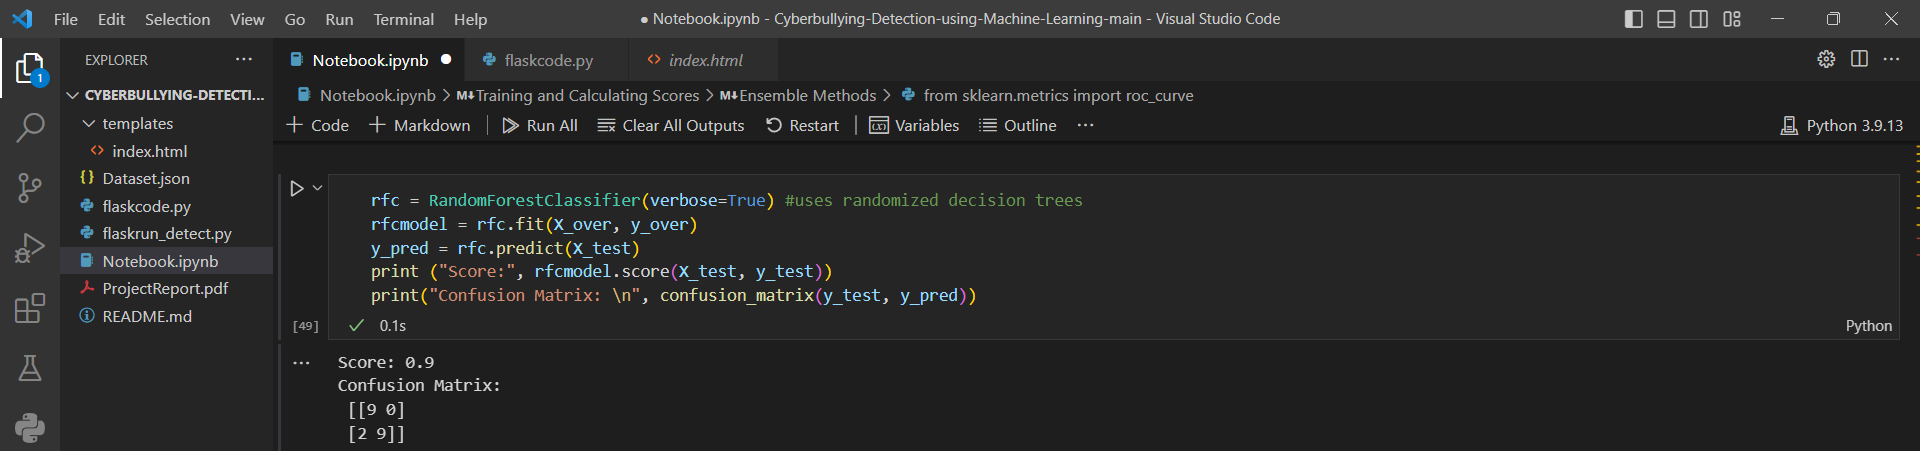 File Edit Selection View Go Run Terminal Help
● Notebook.ipynb - Cyberbullying-Detection-using-Machine-Learning-main - Visual Studio Code
EXPLORER
1
CYBERBULLYING-DETECTI...
templates
index.html
Dataset.json
flaskcode.py
flaskrun_detect.py
Notebook.ipynb
ProjectReport.pdf
README.md
Notebook.ipynb flaskcode.py index.html
Notebook.ipynb > M↓Training and Calculating Scores > M↓Ensemble Methods > from sklearn.metrics import roc_curve
+ Code + Markdown | Run All Clear All Outputs Restart | Variables Outline ... Python 3.9.13
rfc = RandomForestClassifier(verbose=True) #uses randomized decision trees
rfcmodel = rfc.fit(X_over, y_over)
y_pred = rfc.predict(X_test)
print ("Score:", rfcmodel.score(X_test, y_test))
print("Confusion Matrix: \n", confusion_matrix(y_test, y_pred))
[49] ✓ 0.1s Python
... Score: 0.9
Confusion Matrix:
[[9 0]
[2 9]]